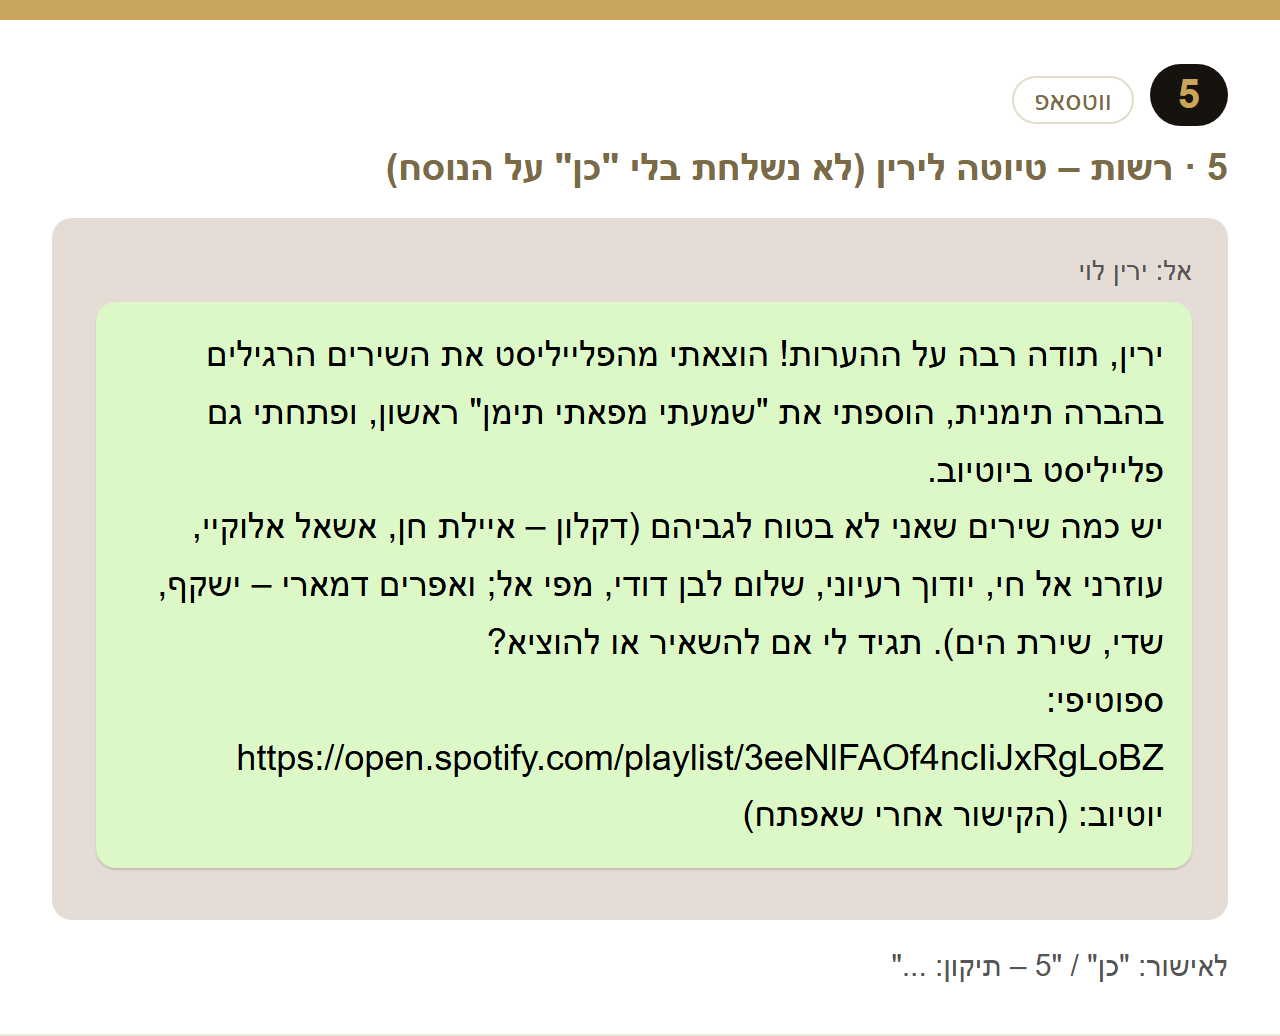 5
ווטסאפ
5 · רשות – טיוטה לירין (לא נשלחת בלי "כן" על הנוסח)
אל: ירין לוי
ירין, תודה רבה על ההערות! הוצאתי מהפלייליסט את השירים הרגילים
בהברה תימנית, הוספתי את "שמעתי מפאתי תימן" ראשון, ופתחתי גם
פלייליסט ביוטיוב.
יש כמה שירים שאני לא בטוח לגביהם (דקלון – איילת חן, אשאל אלוקיי,
עוזרני אל חי, יודוך רעיוני, שלום לבן דודי, מפי אל; ואפרים דמארי – ישקף,
שדי, שירת הים). תגיד לי אם להשאיר או להוציא?
ספוטיפי:
https://open.spotify.com/playlist/3eeNlFAOf4ncIiJxRgLoBZ
יוטיוב: (הקישור אחרי שאפתח)
לאישור: "כן" / "5 – תיקון: ..."